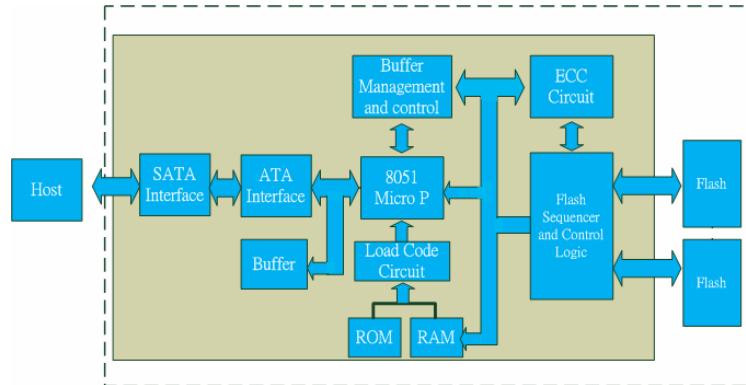 Buffer
Management
and control
ECC
Circuit
Host
SATA
Interface
ATA
Interface
8051
Micro P
Flash
Sequencer
and Control
Logic
Flash
Buffer
Load Code
Circuit
Flash
ROM
RAM